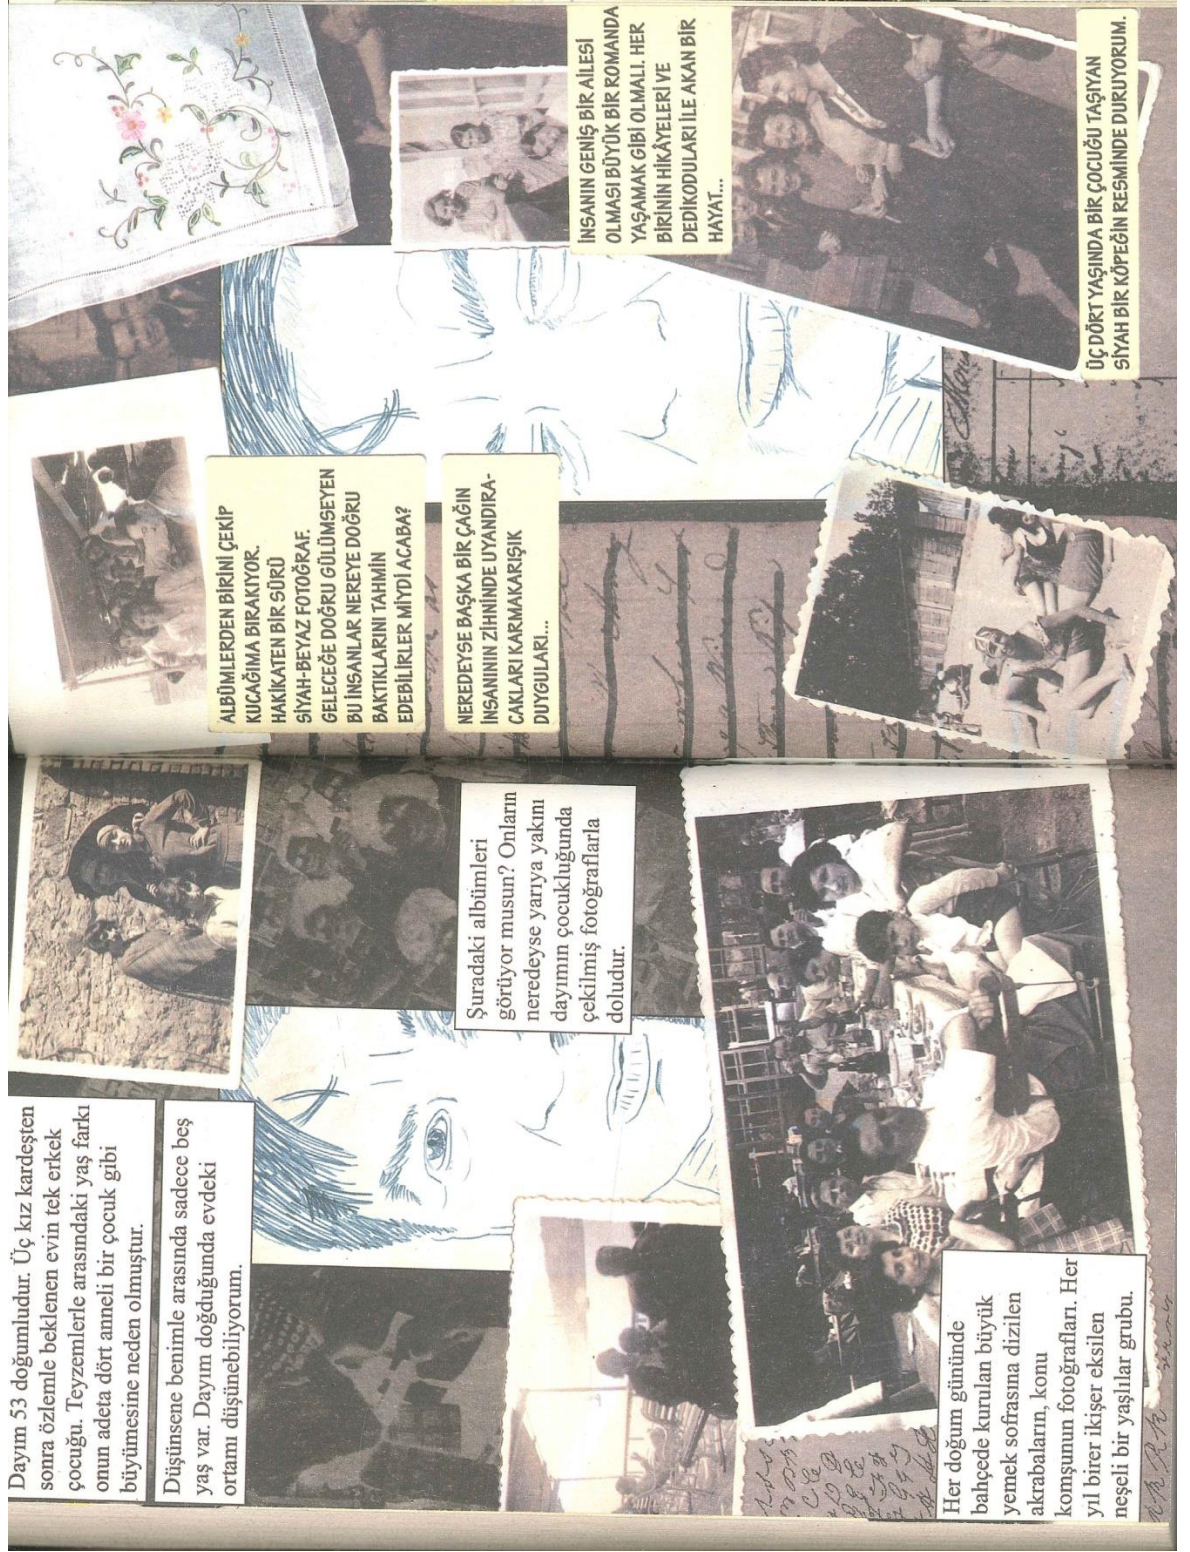 Dayım 53 doğumludur. Üç kız kardeşten
sonra özlemle beklenen evin tek erkek
çocuğu. Teyzemlerle arasındaki yaş farkı
onun adeta dört anneli bir çocuk gibi
büyümesine neden olmuştur.
Düşünsene benimle arasında sadece beş
yaş var. Dayım doğduğunda evdeki
ortamı düşünebiliyorum.
Şuradaki albümleri
görüyor musun? Onların
neredeyse yarıya yakını
dayımın çocukluğunda
çekilmiş fotoğraflarla
doludur.
Her doğum gününde
bahçede kurulan büyük
yemek sofrasına dizilen
akrabaların, konu
komşunun fotoğrafları. Her
yıl birer ikişer eksilen
neşeli bir yaşlılar grubu.
ALBÜMLERDEN BİRİNİ ÇEKİP
KUCAĞIMA BIRAKIYOR.
HAKİKATEN BİR SÜRÜ
SİYAH-BEYAZ FOTOĞRAF.
GELECEĞE DOĞRU GÜLÜMSEYEN
BU İNSANLAR NEREYE DOĞRU
BAKTIKLARINI TAHMİN
EDEBİLİRLER MİYDİ ACABA?
NEREDEYSE BAŞKA BİR ÇAĞIN
İNSANININ ZİHNİNDE UYANDIRA-
CAKLARI KARMAKARIŞIK
DUYGULARI...
İNSANIN GENİŞ BİR AİLESİ
OLMASI BÜYÜK BİR ROMANDA
YAŞAMAK GİBİ OLMALI. HER
BİRİNİN HİKÂYELERİ VE
DEDİKODULARI İLE AKAN BİR
HAYAT...
ÜÇ DÖRT YAŞINDA BİR ÇOCUĞU TAŞIYAN
SİYAH BİR KÖPEĞİN RESMİNDE DURUYORUM.